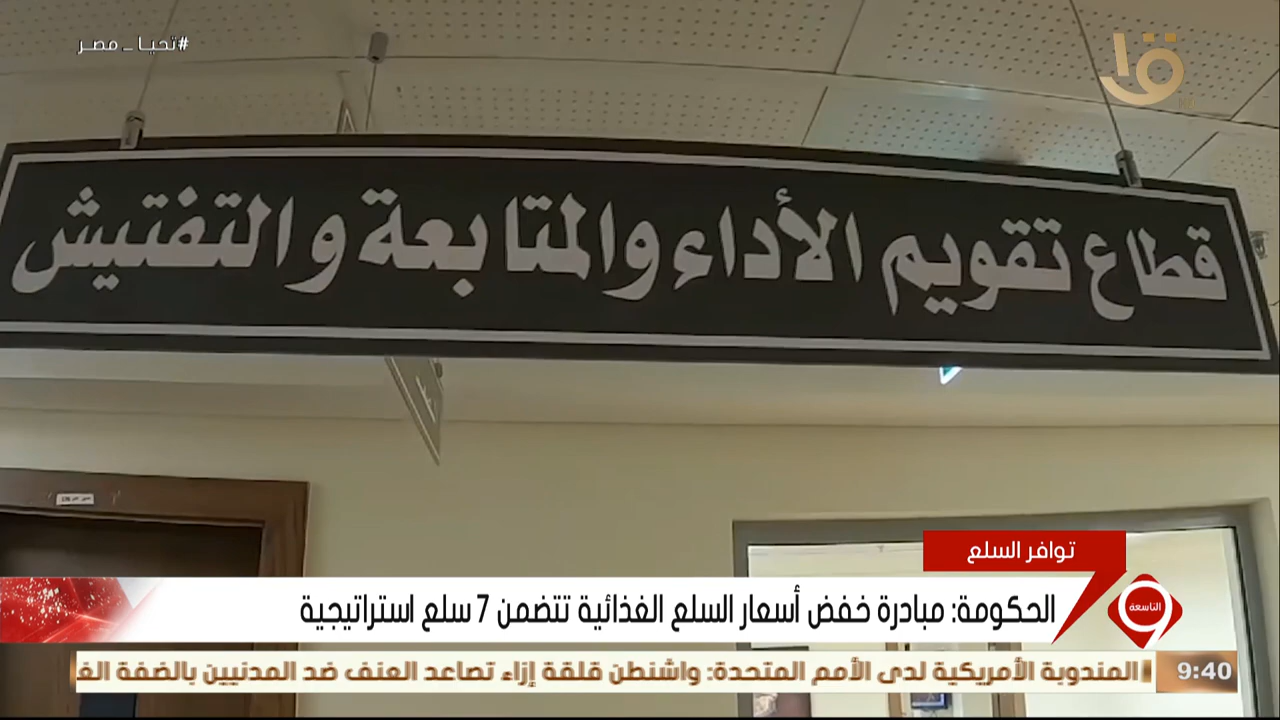 #تحيا_مصر
قطاع تقويم الأداء والمتابعة والتفتيش
توافر السلع
الحكومة: مبادرة خفض أسعار السلع الغذائية تتضمن 7 سلع استراتيجية
التاسعة
9:40 المندوبة الأمريكية لدى الأمم المتحدة: واشنطن قلقة إزاء تصاعد العنف ضد المدنيين بالضفة